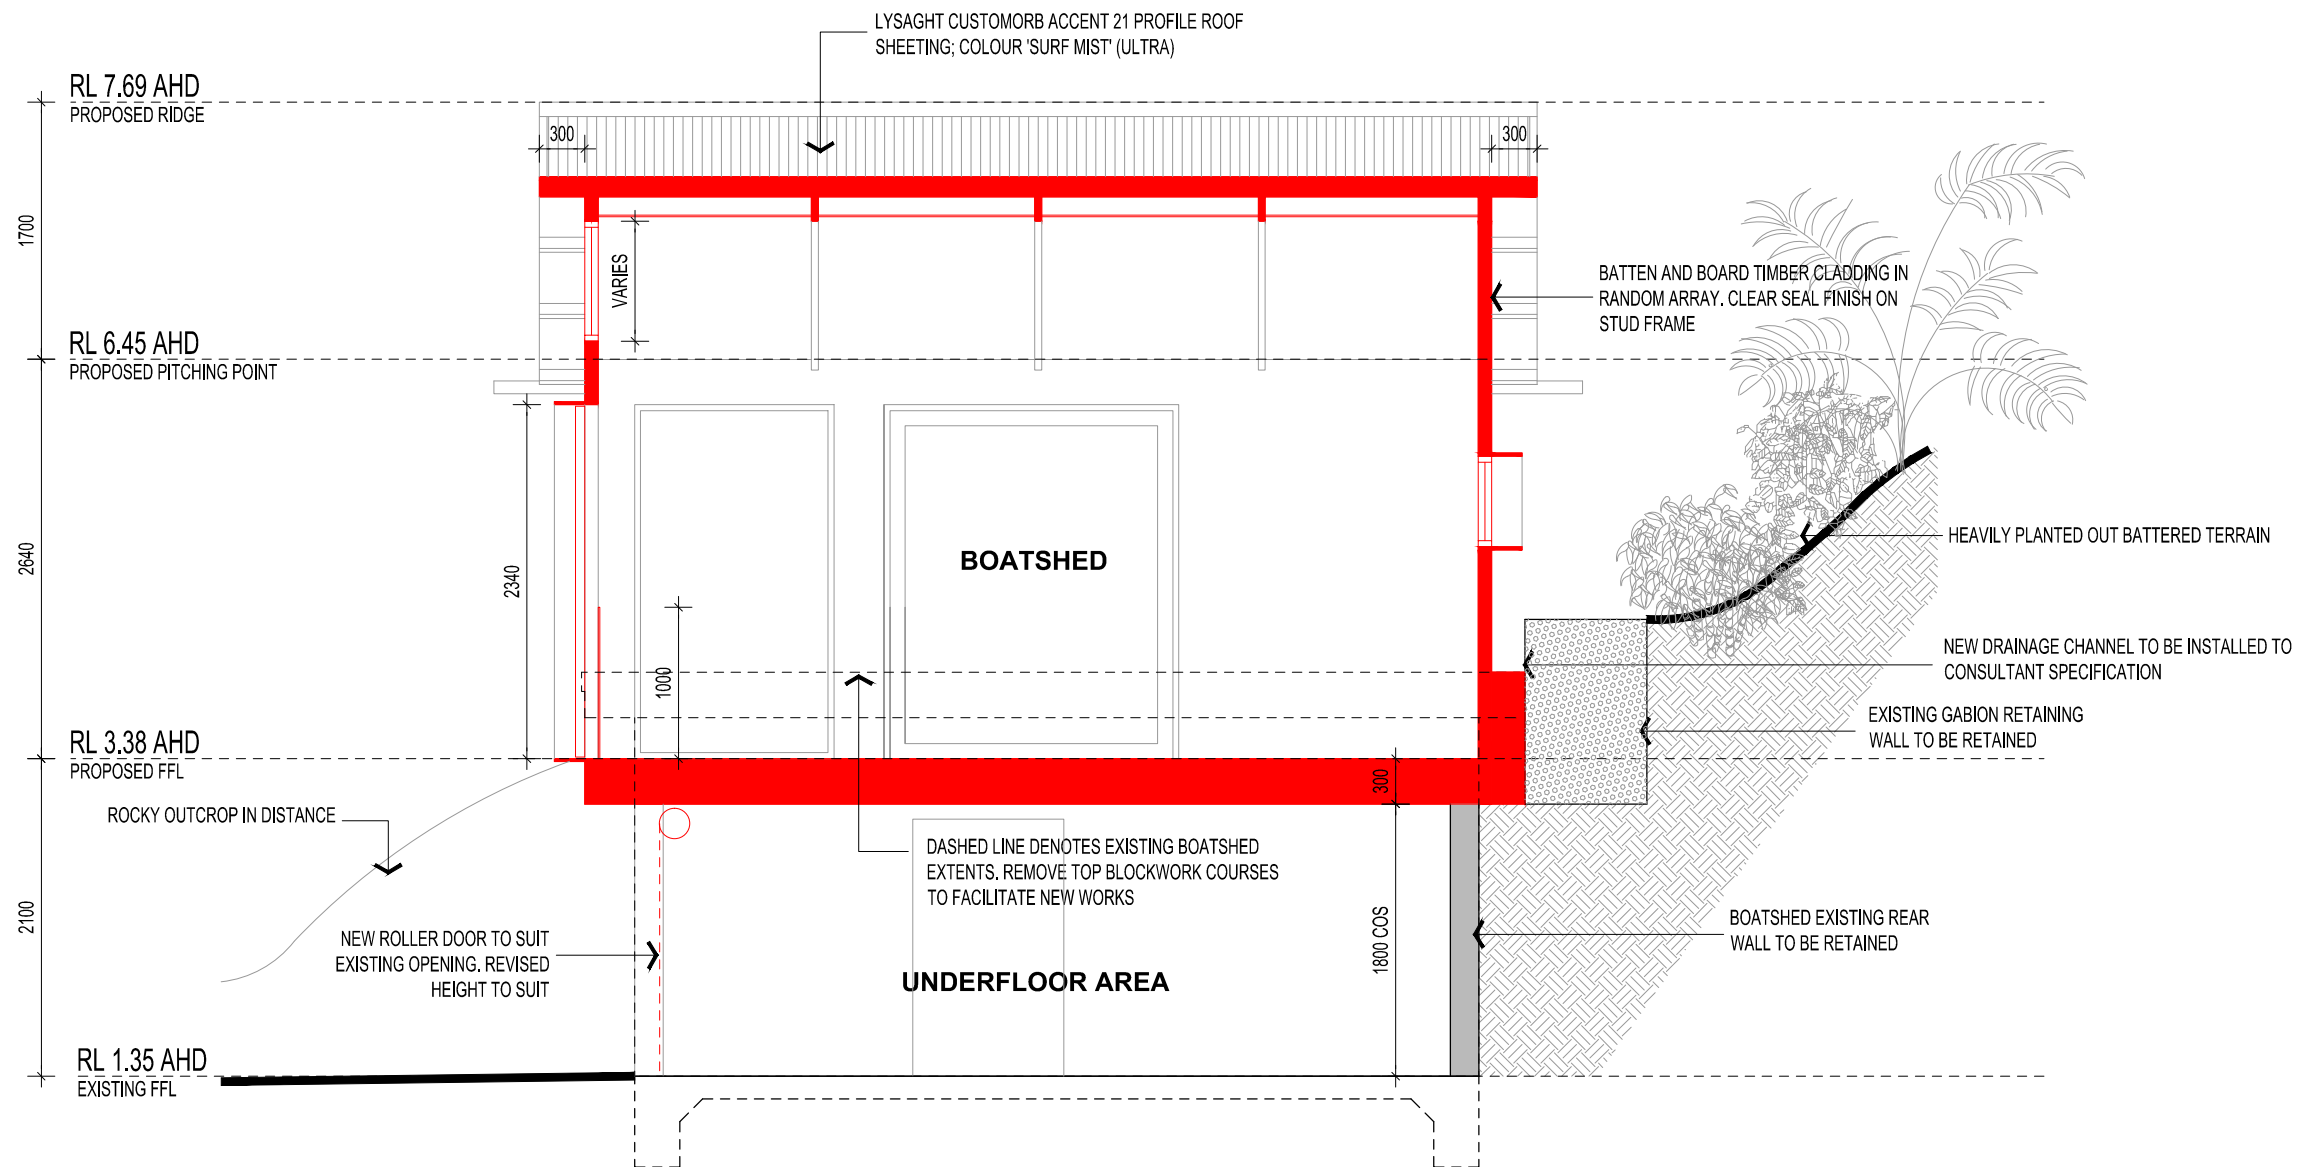 LYSAGHT CUSTOMORB ACCENT 21 PROFILE ROOF
SHEETING; COLOUR 'SURF MIST' (ULTRA)
RL 7.69 AHD
PROPOSED RIDGE
300
300
1700
VARIES
BATTEN AND BOARD TIMBER CLADDING IN
RANDOM ARRAY. CLEAR SEAL FINISH ON
STUD FRAME
RL 6.45 AHD
PROPOSED PITCHING POINT
2640
2340
BOATSHED
HEAVILY PLANTED OUT BATTERED TERRAIN
1000
NEW DRAINAGE CHANNEL TO BE INSTALLED TO
CONSULTANT SPECIFICATION
EXISTING GABION RETAINING
WALL TO BE RETAINED
RL 3.38 AHD
PROPOSED FFL
300
ROCKY OUTCROP IN DISTANCE
DASHED LINE DENOTES EXISTING BOATSHED
EXTENTS. REMOVE TOP BLOCKWORK COURSES
TO FACILITATE NEW WORKS
2100
1800 COS
BOATSHED EXISTING REAR
WALL TO BE RETAINED
NEW ROLLER DOOR TO SUIT
EXISTING OPENING. REVISED
HEIGHT TO SUIT
UNDERFLOOR AREA
RL 1.35 AHD
EXISTING FFL